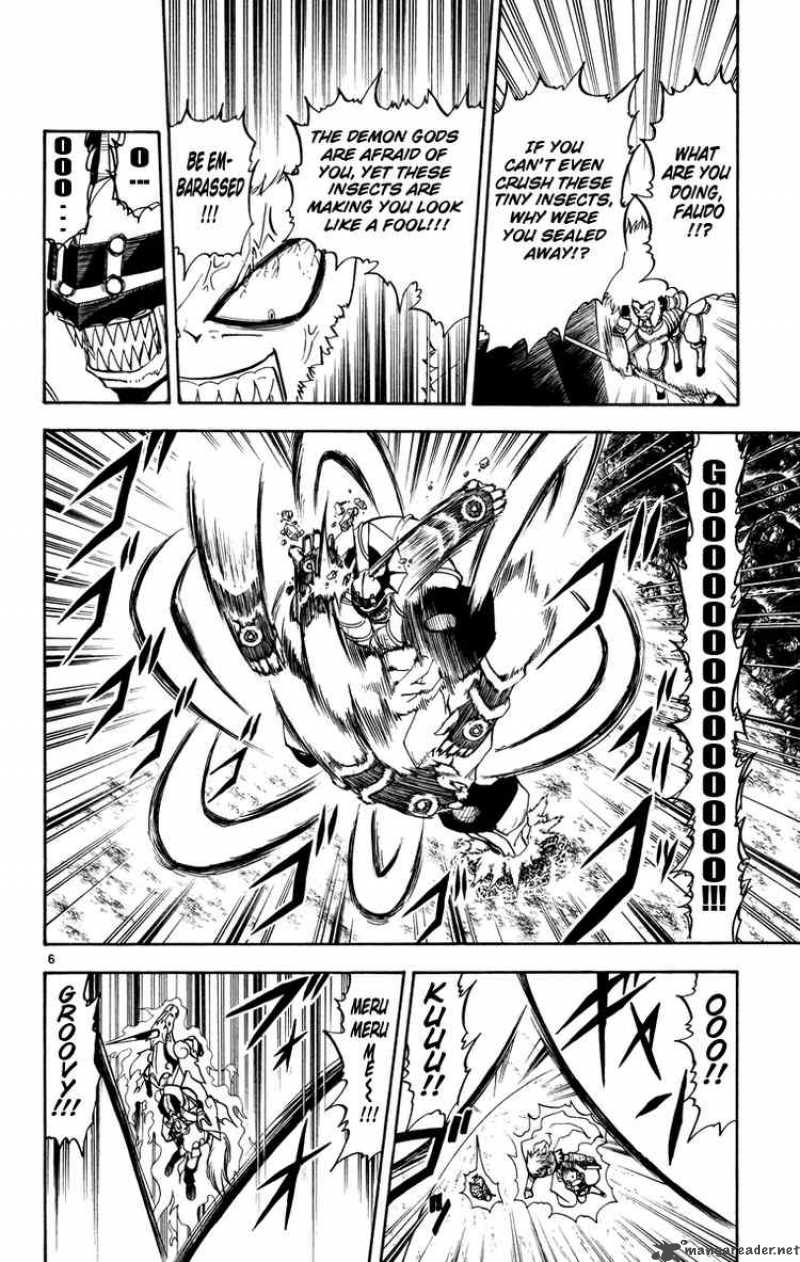 WHAT
ARE YOU
DOING,
FAUDO
!!?
IF YOU
CAN'T EVEN
CRUSH THESE
TINY INSECTS,
WHY WERE
YOU SEALED
AWAY!?
THE DEMON GODS
ARE AFRAID OF
YOU, YET THESE
INSECTS ARE
MAKING YOU LOOK
LIKE A FOOL!!!
BE EM-
BARASSED
!!!
O...
OOO...
GOOOOOOOOOOOOO!!!
6
OOO!!
KUUU!!
MERU
MERU
ME~!!!
GROOVY!!!
mangareader.net